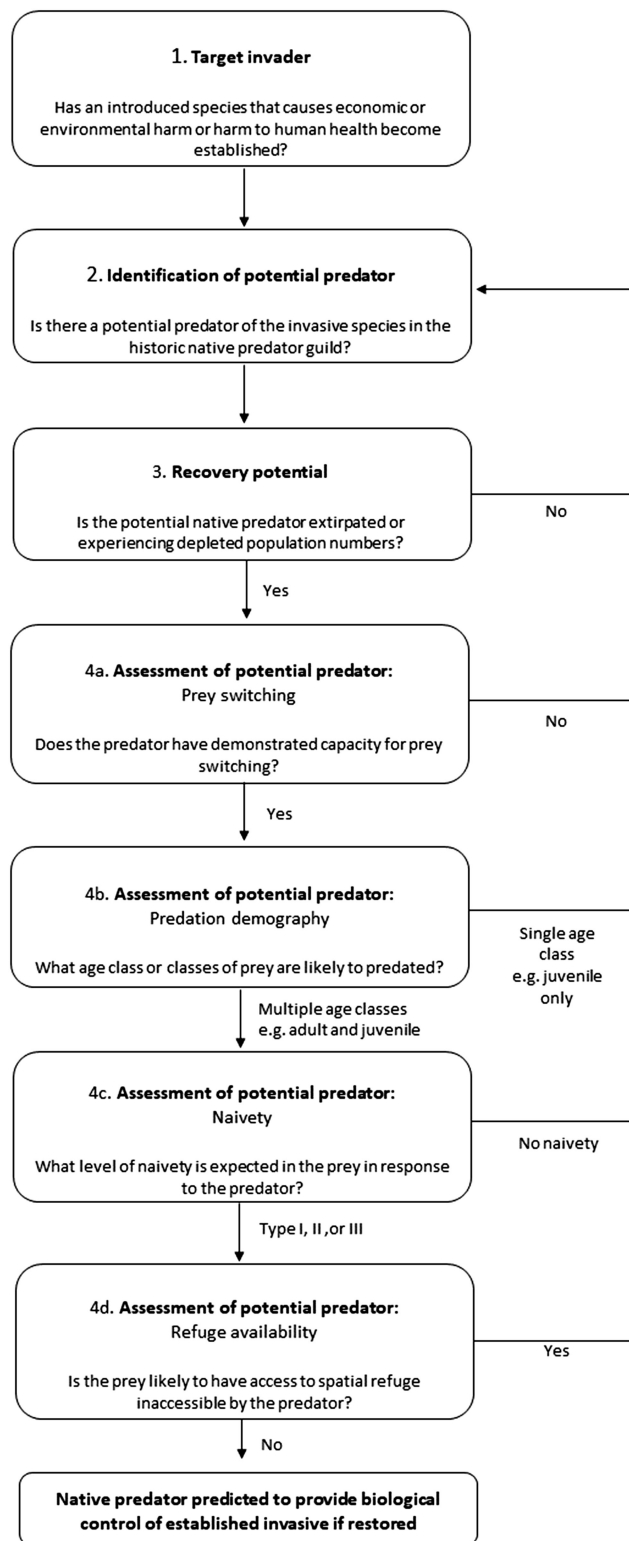 1. Target invader
Has an introduced species that causes economic or
environmental harm or harm to human health become
established?
2. Identification of potential predator
Is there a potential predator of the invasive species in the
historic native predator guild?
3. Recovery potential
Is the potential native predator extirpated or
experiencing depleted population numbers?
No
Yes
4a. Assessment of potential predator:
Prey switching
Does the predator have demonstrated capacity for prey
switching?
No
Yes
4b. Assessment of potential predator:
Predation demography
What age class or classes of prey are likely to predated?
Single age
class
e.g. juvenile
only
Multiple age classes
e.g. adult and juvenile
4c. Assessment of potential predator:
Naivety
What level of naivety is expected in the prey in response
to the predator?
No naivety
Type I, II ,or III
4d. Assessment of potential predator:
Refuge availability
Is the prey likely to have access to spatial refuge
inaccessible by the predator?
Yes
No
Native predator predicted to provide biological
control of established invasive if restored